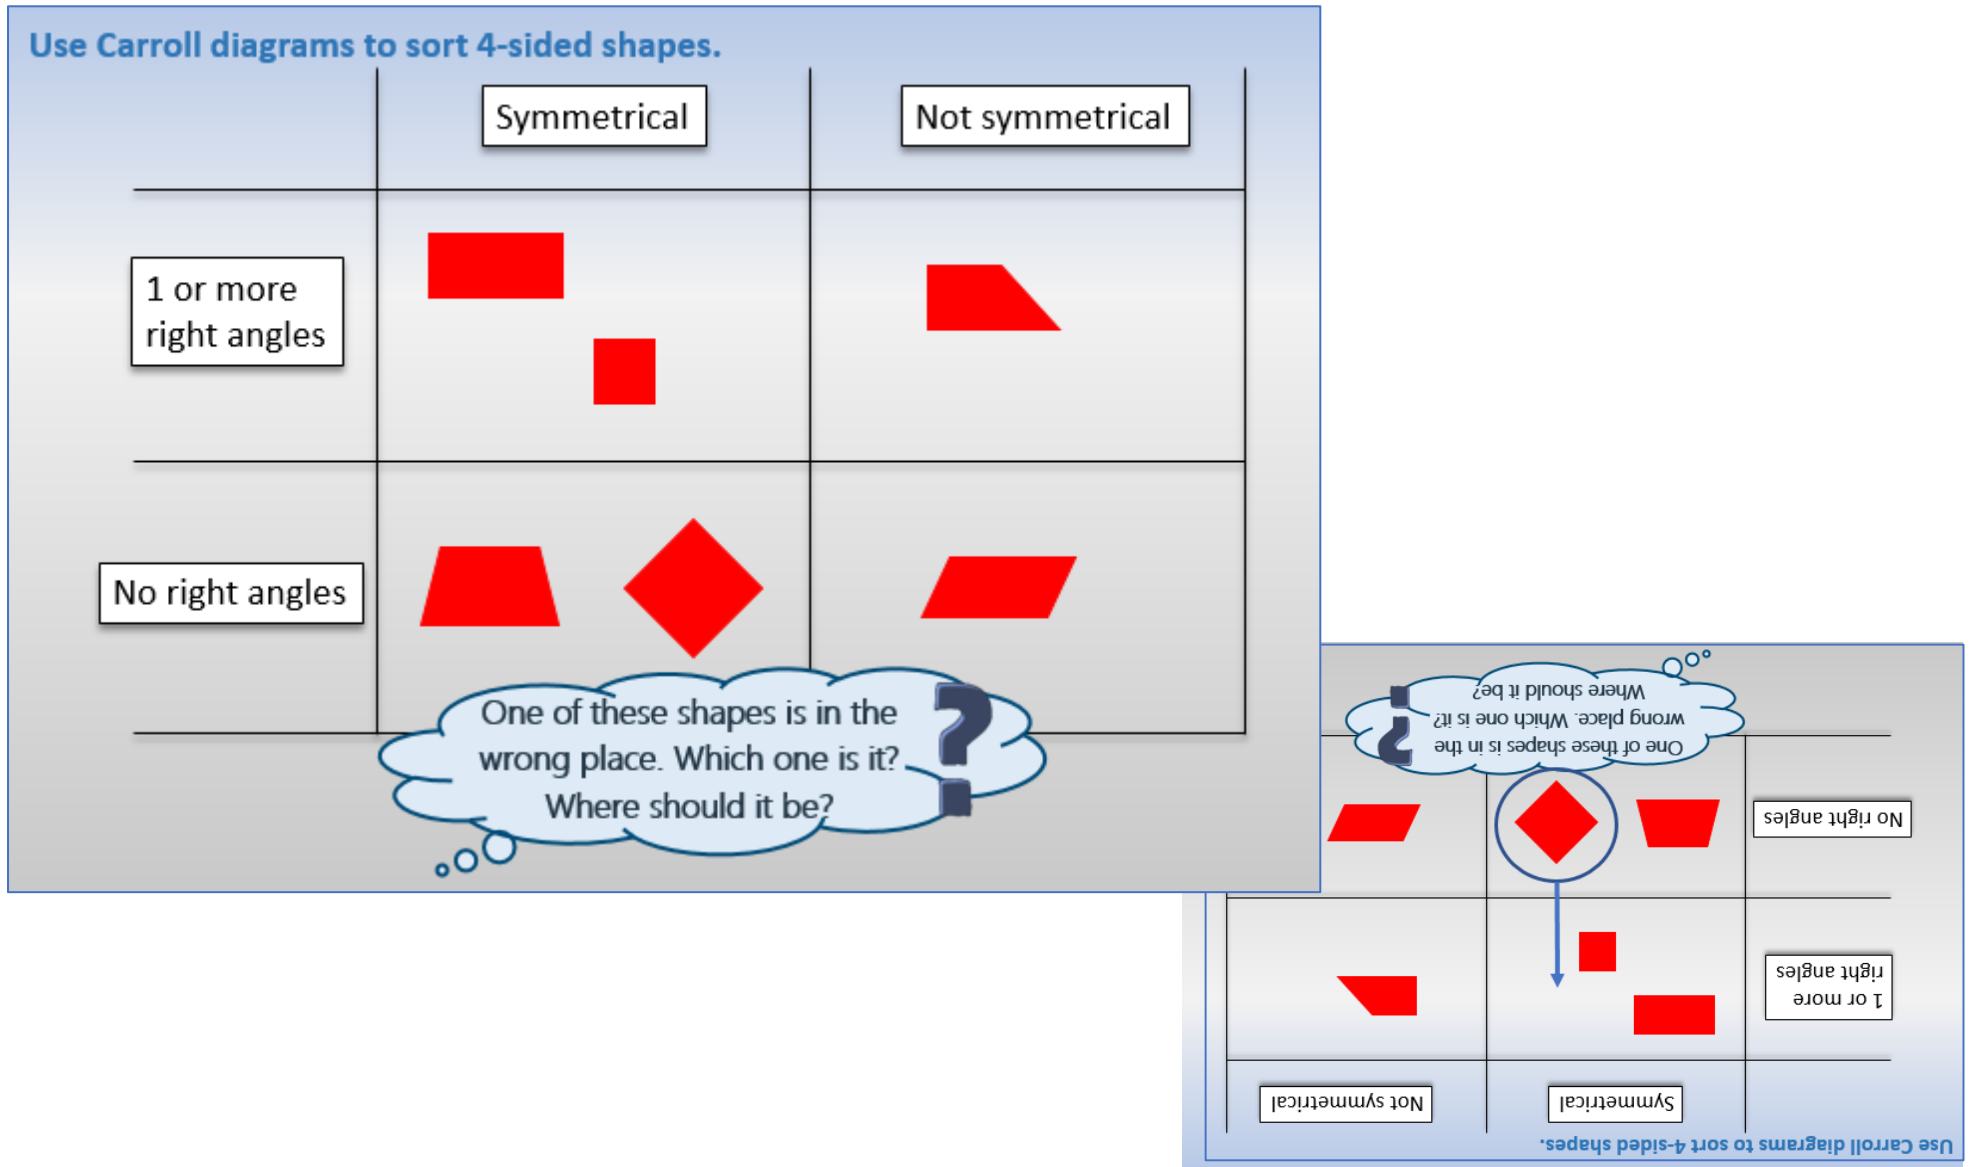 Use Carroll diagrams to sort 4-sided shapes.
Symmetrical
Not symmetrical
1 or more
right angles
No right angles
One of these shapes is in the
wrong place. Which one is it?
Where should it be?
?
Use Carroll diagrams to sort 4-sided shapes.
Symmetrical
Not symmetrical
1 or more
right angles
No right angles
One of these shapes is in the
wrong place. Which one is it?
Where should it be?
?